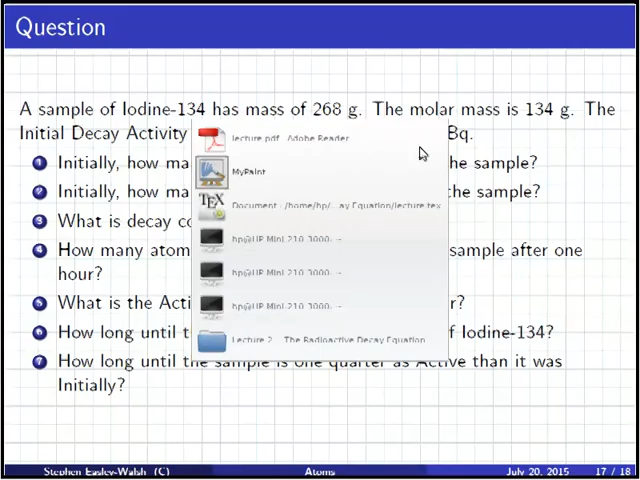 Question
A sample of Iodine-134 has mass of 268 g. The molar mass is 134 g. The
Initial Decay Activity Bq.
lecture.pdf - Adobe Reader
1 Initially, how ma the sample?
MyPaint
2 Initially, how ma the sample?
TEX Document : /home/hp/... ay Equation/lecture.tex
3 What is decay co
hp@HP Mini 210 3000: ~
4 How many atom sample after one
hour?
hp@HP Mini 210 3000: ~
5 What is the Acti r?
hp@HP Mini 210 3000: ~
6 How long until t f Iodine-134?
Lecture 2 The Radioactive Decay Equation
7 How long until the sample is one quarter as Active than it was
Initially?
Stephen Easley-Walsh (C) Atoms July 20, 2015 17 / 18